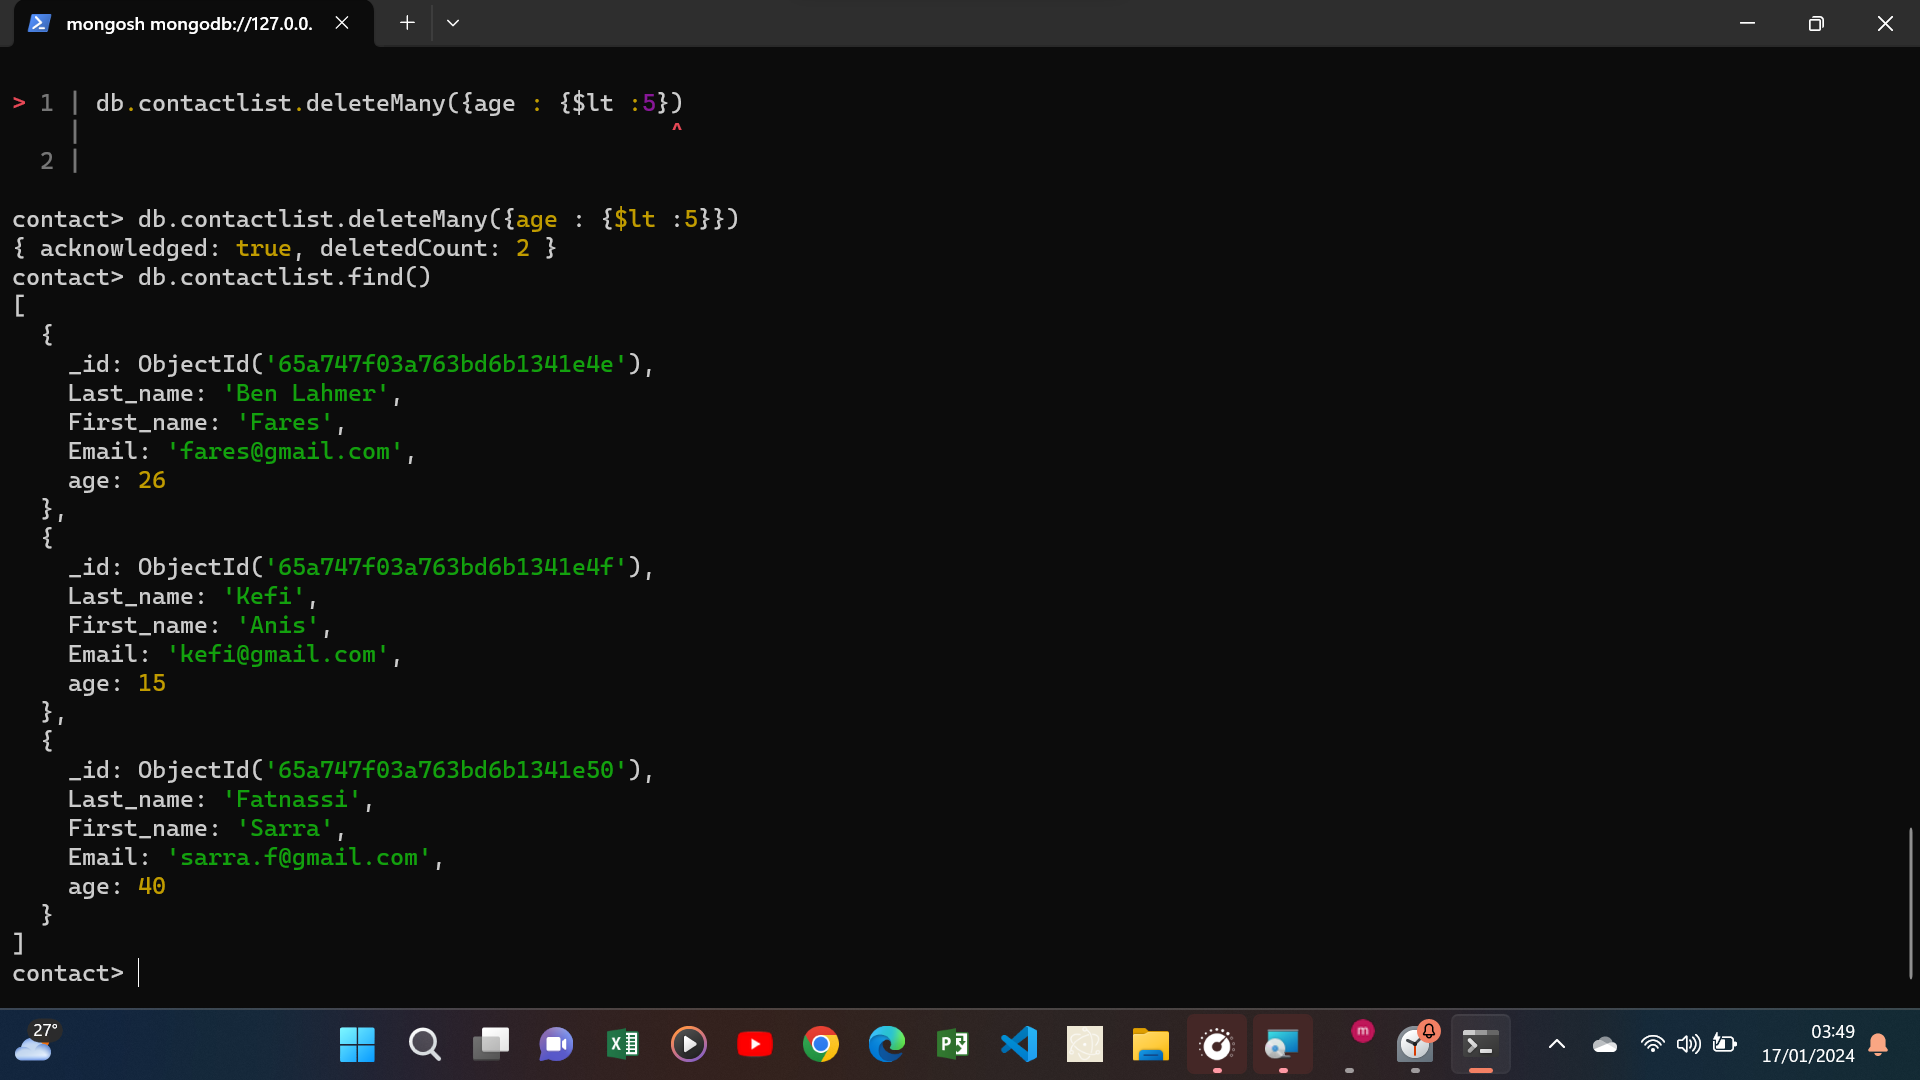 mongosh mongodb://127.0.0.
> 1 | db.contactlist.deleteMany({age : {$lt :5})
| ^
2 |
contact> db.contactlist.deleteMany({age : {$lt :5}})
{ acknowledged: true, deletedCount: 2 }
contact> db.contactlist.find()
[
{
_id: ObjectId('65a747f03a763bd6b1341e4e'),
Last_name: 'Ben Lahmer',
First_name: 'Fares',
Email: 'fares@gmail.com',
age: 26
},
{
_id: ObjectId('65a747f03a763bd6b1341e4f'),
Last_name: 'Kefi',
First_name: 'Anis',
Email: 'kefi@gmail.com',
age: 15
},
{
_id: ObjectId('65a747f03a763bd6b1341e50'),
Last_name: 'Fatnassi',
First_name: 'Sarra',
Email: 'sarra.f@gmail.com',
age: 40
}
]
contact>
27°
m
03:49
17/01/2024